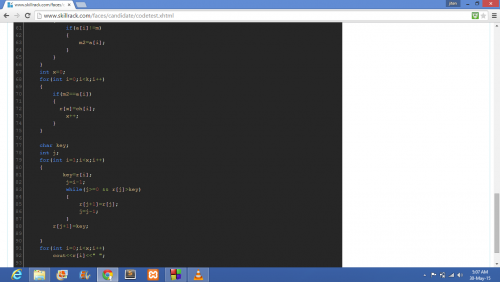 john
https://www.skillrack.com/faces/
www.skillrack.com/faces/candidate/codetest.xhtml
61 if(a[i]!=m)
62 {
63 m2=a[i];
64 }
65 }
66 }
67 int x=0;
68 for(int i=0;i<k;i++)
69 {
70 if(m2==a[i])
71 {
72
73 x++;
74 }
75 }
76
77 char key;
78 int j;
79 for(int i=1;i<x;i++)
80 {
81 key=r[i];
82 j=i-1;
83 while(j>=0 && r[j]>key)
84 {
85 r[j+1]=r[j];
86 j=j-1;
87 }
88 r[j+1]=key;
89
90 }
91 for(int i=0;i<x;i++)
92 cout<<r[i]<<" ";
93
5:07 AM
30-May-15